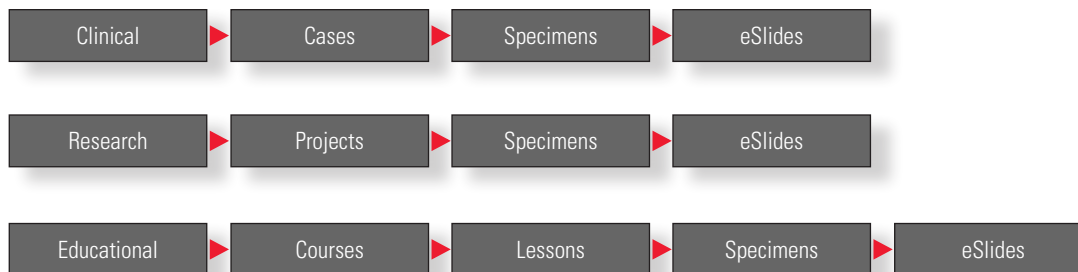 Clinical Cases Specimens eSlides
Research Projects Specimens eSlides
Educational Courses Lessons Specimens eSlides